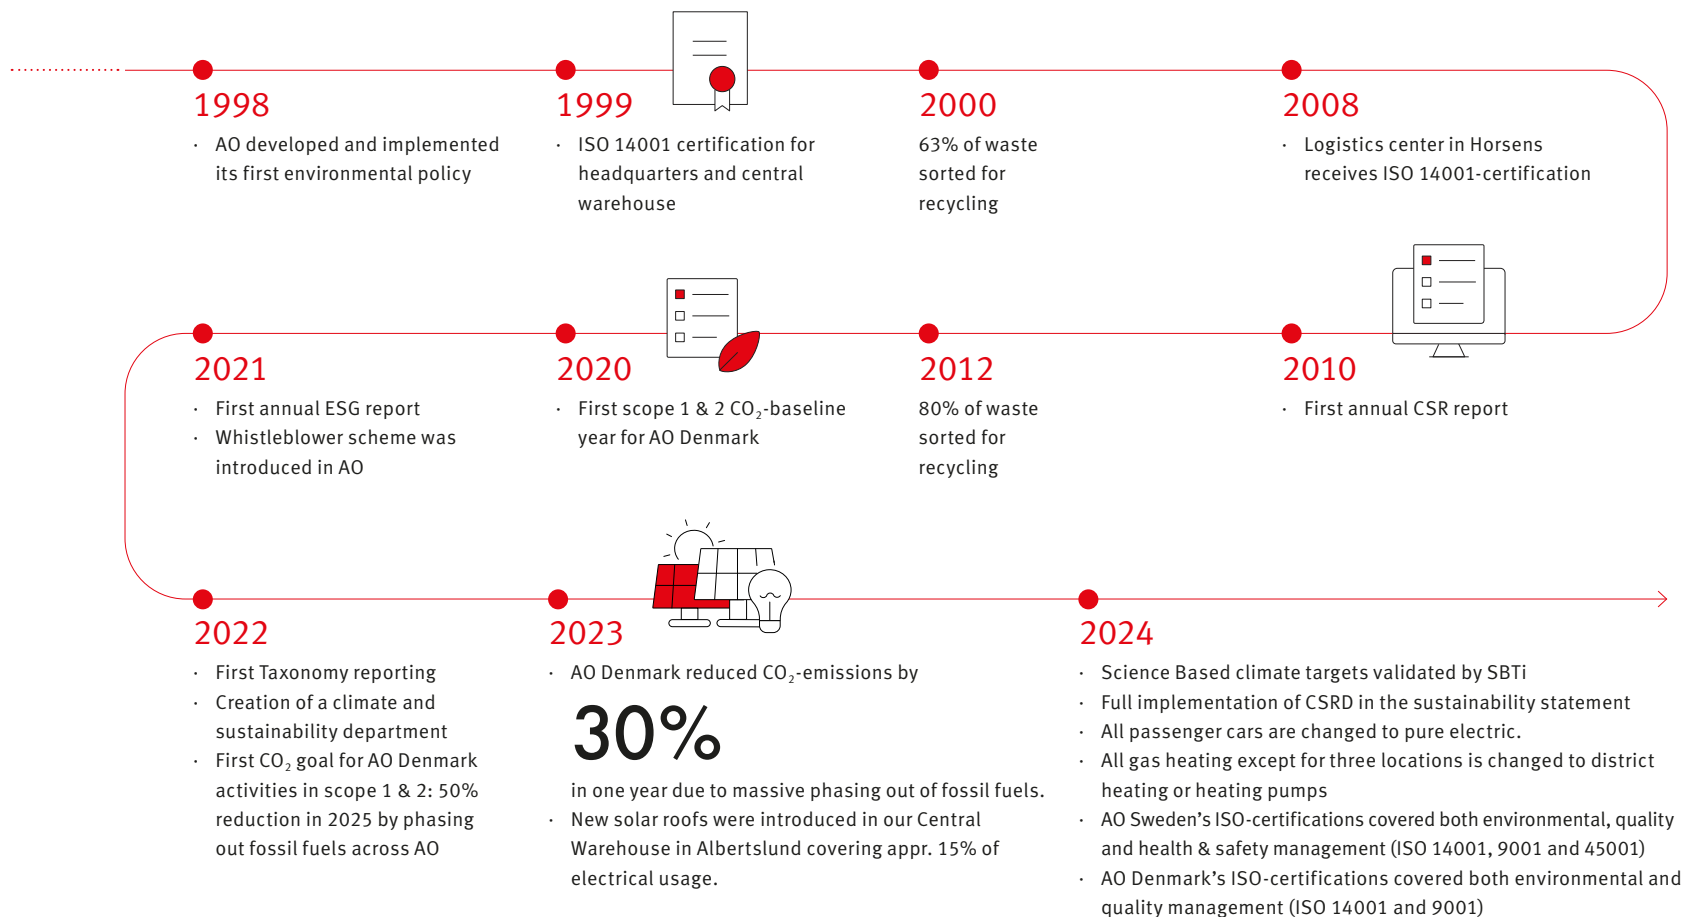 1998
· AO developed and implemented
its first environmental policy
1999
· ISO 14001 certification for
headquarters and central
warehouse
2000
63% of waste
sorted for
recycling
2008
· Logistics center in Horsens
receives ISO 14001-certification
2021
· First annual ESG report
· Whistleblower scheme was
introduced in AO
2020
· First scope 1 & 2 CO₂-baseline
year for AO Denmark
2012
80% of waste
sorted for
recycling
2010
· First annual CSR report
2022
· First Taxonomy reporting
· Creation of a climate and
sustainability department
· First CO₂ goal for AO Denmark
activities in scope 1 & 2: 50%
reduction in 2025 by phasing
out fossil fuels across AO
2023
· AO Denmark reduced CO₂-emissions by
30%
in one year due to massive phasing out of fossil fuels.
· New solar roofs were introduced in our Central
Warehouse in Albertslund covering appr. 15% of
electrical usage.
2024
· Science Based climate targets validated by SBTi
· Full implementation of CSRD in the sustainability statement
· All passenger cars are changed to pure electric.
· All gas heating except for three locations is changed to district
heating or heating pumps
· AO Sweden’s ISO-certifications covered both environmental, quality
and health & safety management (ISO 14001, 9001 and 45001)
· AO Denmark’s ISO-certifications covered both environmental and
quality management (ISO 14001 and 9001)